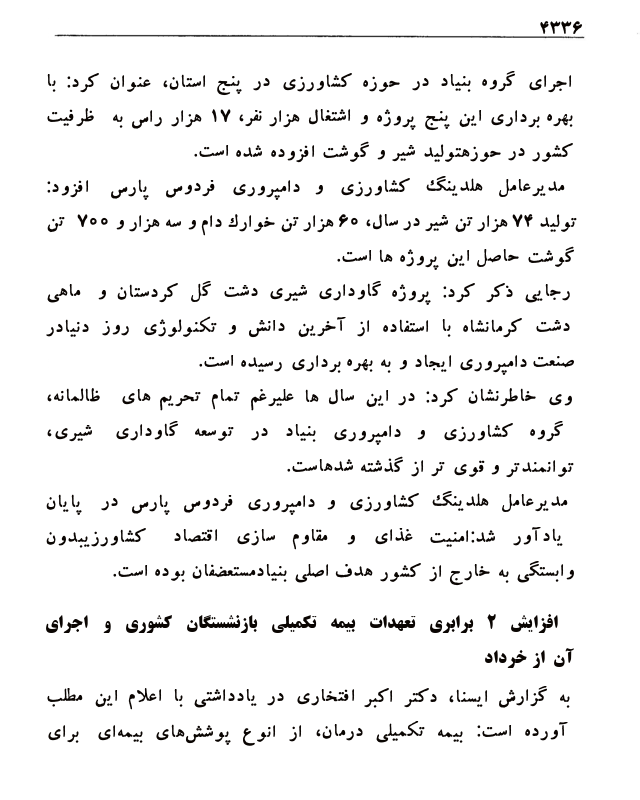 ۴۳۳۶
اجرای گروه بنیاد در حوزه کشاورزی در پنج استان، عنوان کرد: با
بهره برداری این پنج پروژه و اشتغال هزار نفر، ۱۷ هزار راس به ظرفیت
کشور در حوزهتولید شیر و گوشت افزوده شده است.
مدیرعامل هلدینگ کشاورزی و دامپروری فردوس پارس افزود:
تولید ۷۴ هزار تن شیر در سال، ۶۰ هزار تن خوارك دام و سه هزار و ۷۰۰ تن
گوشت حاصل این پروژه ها است.
رجایی ذکر کرد: پروژه گاوداری شیری دشت گل کردستان و ماهی
دشت کرمانشاه با استفاده از آخرین دانش و تکنولوژی روز دنیادر
صنعت دامپروری ایجاد و به بهره برداری رسیده است.
وی خاطرنشان کرد: در این سال ها علیرغم تمام تحریم های ظالمانه،
گروه کشاورزی و دامپروری بنیاد در توسعه گاوداری شیری،
توانمندتر و قوی تر از گذشته شدهاست.
مدیرعامل هلدینگ کشاورزی و دامپروری فردوس پارس در پایان
یادآور شد:امنیت غذای و مقاوم سازی اقتصاد کشاورزیبدون
وابستگی به خارج از کشور هدف اصلی بنیادمستعضفان بوده است.
افزایش ۲ برابری تعهدات بیمه تکمیلی بازنشستگان کشوری و اجرای
آن از خرداد
به گزارش ایسنا، دکتر اکبر افتخاری در یادداشتی با اعلام این مطلب
آورده است: بیمه تکمیلی درمان، از انوع پوشش‌های بیمه‌ای برای